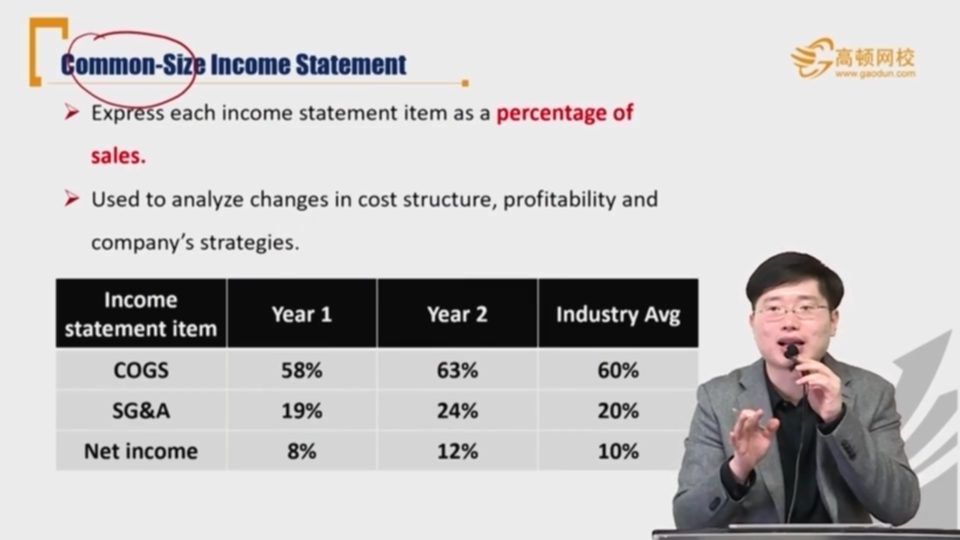 Common-Size Income Statement
高顿网校
www.gaodun.com
Express each income statement item as a percentage of
sales.
Used to analyze changes in cost structure, profitability and
company's strategies.
Income
statement item
Year 1
Year 2
Industry Avg
COGS
58%
63%
60%
SG&A
19%
24%
20%
Net income
8%
12%
10%